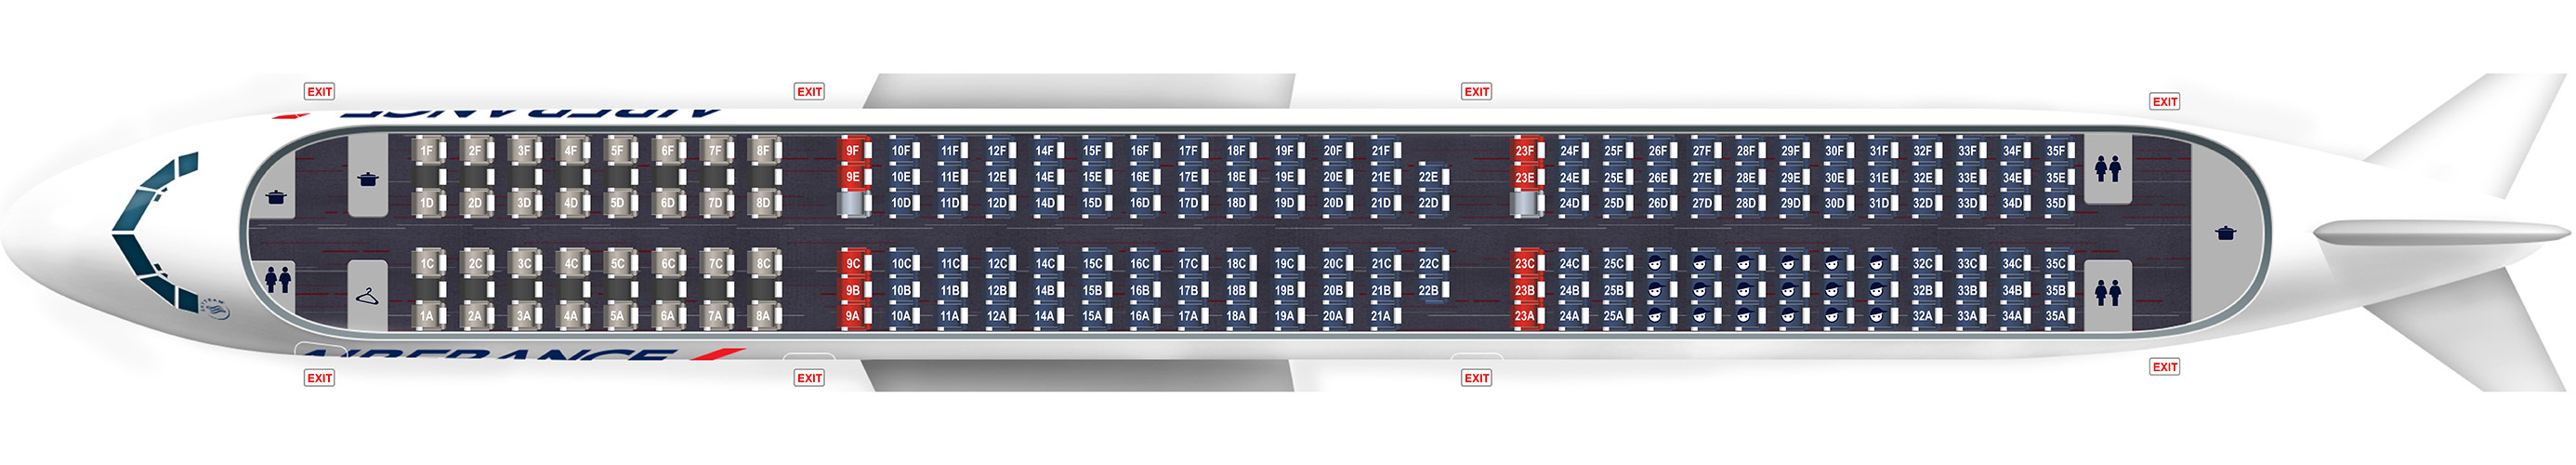 EXIT EXIT EXIT EXIT
AIRFRANCE
1F 2F 3F 4F 5F 6F 7F 8F 9F 10F 11F 12F 14F 15F 16F 17F 18F 19F 20F 21F 23F 24F 25F 26F 27F 28F 29F 30F 31F 32F 33F 34F 35F
9E 10E 11E 12E 14E 15E 16E 17E 18E 19E 20E 21E 22E 23E 24E 25E 26E 27E 28E 29E 30E 31E 32E 33E 34E 35E
1D 2D 3D 4D 5D 6D 7D 8D 10D 11D 12D 14D 15D 16D 17D 18D 19D 20D 21D 22D 24D 25D 26D 27D 28D 29D 30D 31D 32D 33D 34D 35D
1C 2C 3C 4C 5C 6C 7C 8C 9C 10C 11C 12C 14C 15C 16C 17C 18C 19C 20C 21C 22C 23C 24C 25C 32C 33C 34C 35C
9B 10B 11B 12B 14B 15B 16B 17B 18B 19B 20B 21B 22B 23B 24B 25B 32B 33B 34B 35B
1A 2A 3A 4A 5A 6A 7A 8A 9A 10A 11A 12A 14A 15A 16A 17A 18A 19A 20A 21A 23A 24A 25A 32A 33A 34A 35A
AIRFRANCE
EXIT EXIT EXIT EXIT